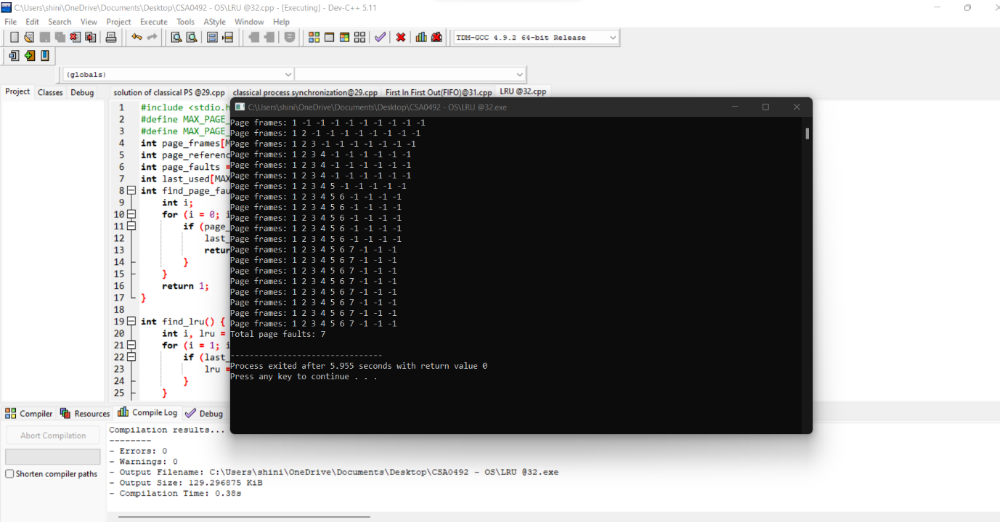 C:\Users\shini\OneDrive\Documents\Desktop\CSA0492 - OS\LRU @32.cpp - [Executing] - Dev-C++ 5.11
File Edit Search View Project Execute Tools AStyle Window Help
TDM-GCC 4.9.2 64-bit Release
(globals)
Project Classes Debug
solution of classical PS @29.cpp classical process synchronization@29.cpp First In First Out(FIFO)@31.cpp LRU @32.cpp
1 #include <stdio.h
2 #define MAX_PAGE_
3 #define MAX_PAGE_
4 int page_frames[M
5 int page_referenc
6 int page_faults =
7 int last_used[MAX
8 int find_page_fau
9 int i;
10 for (i = 0; i
11 if (page_
12 last_
13 retur
14 }
15 }
16 return 1;
17 }
18
19 int find_lru() {
20 int i, lru =
21 for (i = 1; i
22 if (last_
23 lru =
24 }
25 }
C:\Users\shini\OneDrive\Documents\Desktop\CSA0492 - OS\LRU @32.exe
Page frames: 1 -1 -1 -1 -1 -1 -1 -1 -1 -1
Page frames: 1 2 -1 -1 -1 -1 -1 -1 -1 -1
Page frames: 1 2 3 -1 -1 -1 -1 -1 -1 -1
Page frames: 1 2 3 4 -1 -1 -1 -1 -1 -1
Page frames: 1 2 3 4 -1 -1 -1 -1 -1 -1
Page frames: 1 2 3 4 -1 -1 -1 -1 -1 -1
Page frames: 1 2 3 4 5 -1 -1 -1 -1 -1
Page frames: 1 2 3 4 5 6 -1 -1 -1 -1
Page frames: 1 2 3 4 5 6 -1 -1 -1 -1
Page frames: 1 2 3 4 5 6 -1 -1 -1 -1
Page frames: 1 2 3 4 5 6 -1 -1 -1 -1
Page frames: 1 2 3 4 5 6 -1 -1 -1 -1
Page frames: 1 2 3 4 5 6 7 -1 -1 -1
Page frames: 1 2 3 4 5 6 7 -1 -1 -1
Page frames: 1 2 3 4 5 6 7 -1 -1 -1
Page frames: 1 2 3 4 5 6 7 -1 -1 -1
Page frames: 1 2 3 4 5 6 7 -1 -1 -1
Page frames: 1 2 3 4 5 6 7 -1 -1 -1
Page frames: 1 2 3 4 5 6 7 -1 -1 -1
Page frames: 1 2 3 4 5 6 7 -1 -1 -1
Total page faults: 7
--------------------------------
Process exited after 5.955 seconds with return value 0
Press any key to continue . . .
Compiler Resources Compile Log Debug
Abort Compilation
Shorten compiler paths
Compilation results...
--------
- Errors: 0
- Warnings: 0
- Output Filename: C:\Users\shini\OneDrive\Documents\Desktop\CSA0492 - OS\LRU @32.exe
- Output Size: 129.296875 KiB
- Compilation Time: 0.38s